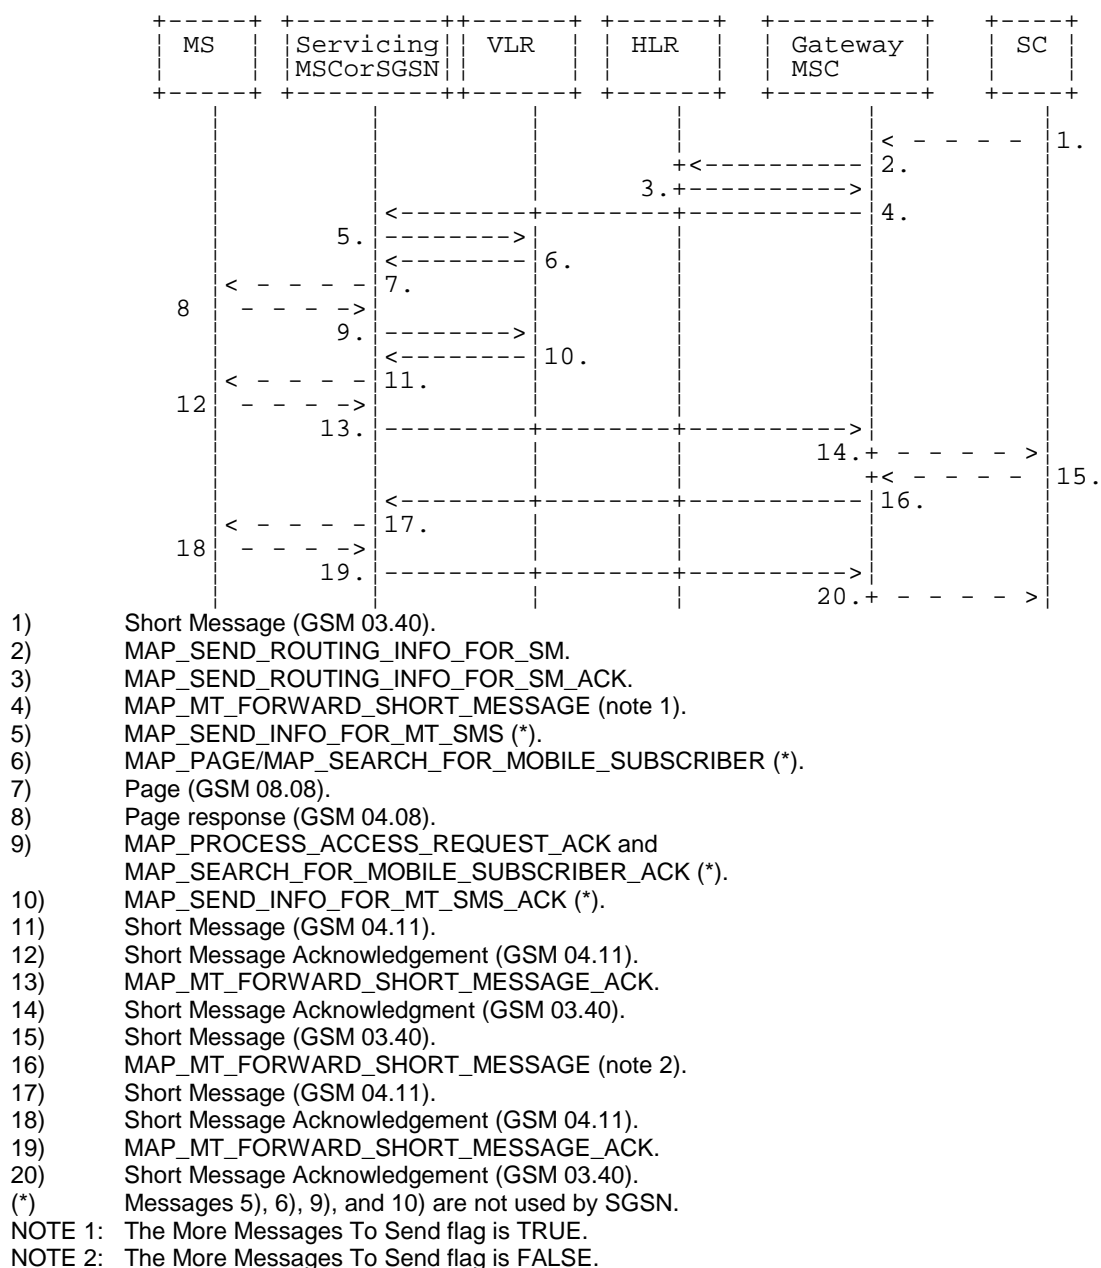 MS Servicing VLR HLR Gateway SC
MSCorSGSN MSC
1.
2.
3.
4.
5.
6.
7.
8
9.
10.
11.
12
13.
14.
15.
16.
17.
18
19.
20.
1) Short Message (GSM 03.40).
2) MAP_SEND_ROUTING_INFO_FOR_SM.
3) MAP_SEND_ROUTING_INFO_FOR_SM_ACK.
4) MAP_MT_FORWARD_SHORT_MESSAGE (note 1).
5) MAP_SEND_INFO_FOR_MT_SMS (*).
6) MAP_PAGE/MAP_SEARCH_FOR_MOBILE_SUBSCRIBER (*).
7) Page (GSM 08.08).
8) Page response (GSM 04.08).
9) MAP_PROCESS_ACCESS_REQUEST_ACK and
MAP_SEARCH_FOR_MOBILE_SUBSCRIBER_ACK (*).
10) MAP_SEND_INFO_FOR_MT_SMS_ACK (*).
11) Short Message (GSM 04.11).
12) Short Message Acknowledgement (GSM 04.11).
13) MAP_MT_FORWARD_SHORT_MESSAGE_ACK.
14) Short Message Acknowledgment (GSM 03.40).
15) Short Message (GSM 03.40).
16) MAP_MT_FORWARD_SHORT_MESSAGE (note 2).
17) Short Message (GSM 04.11).
18) Short Message Acknowledgement (GSM 04.11).
19) MAP_MT_FORWARD_SHORT_MESSAGE_ACK.
20) Short Message Acknowledgement (GSM 03.40).
(*) Messages 5), 6), 9), and 10) are not used by SGSN.
NOTE 1: The More Messages To Send flag is TRUE.
NOTE 2: The More Messages To Send flag is FALSE.